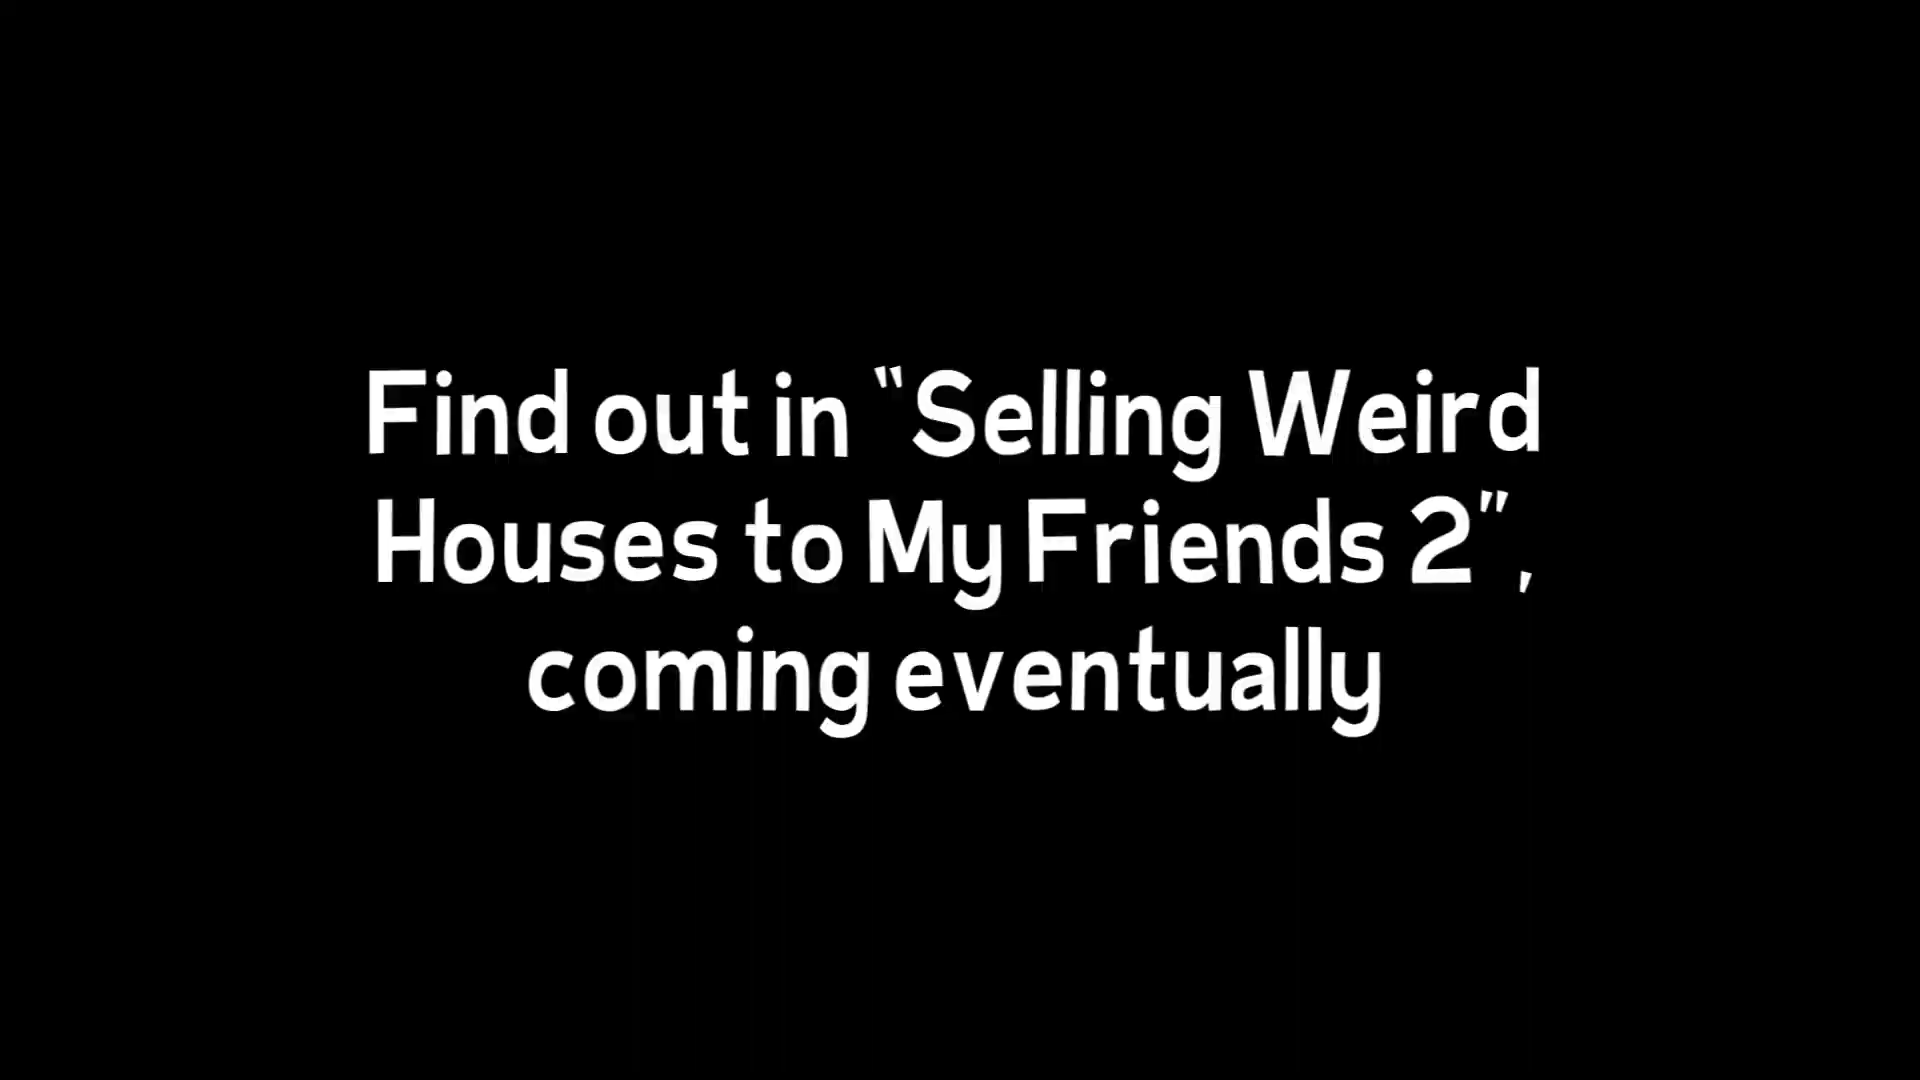 Find out in "Selling Weird
Houses to My Friends 2",
coming eventually